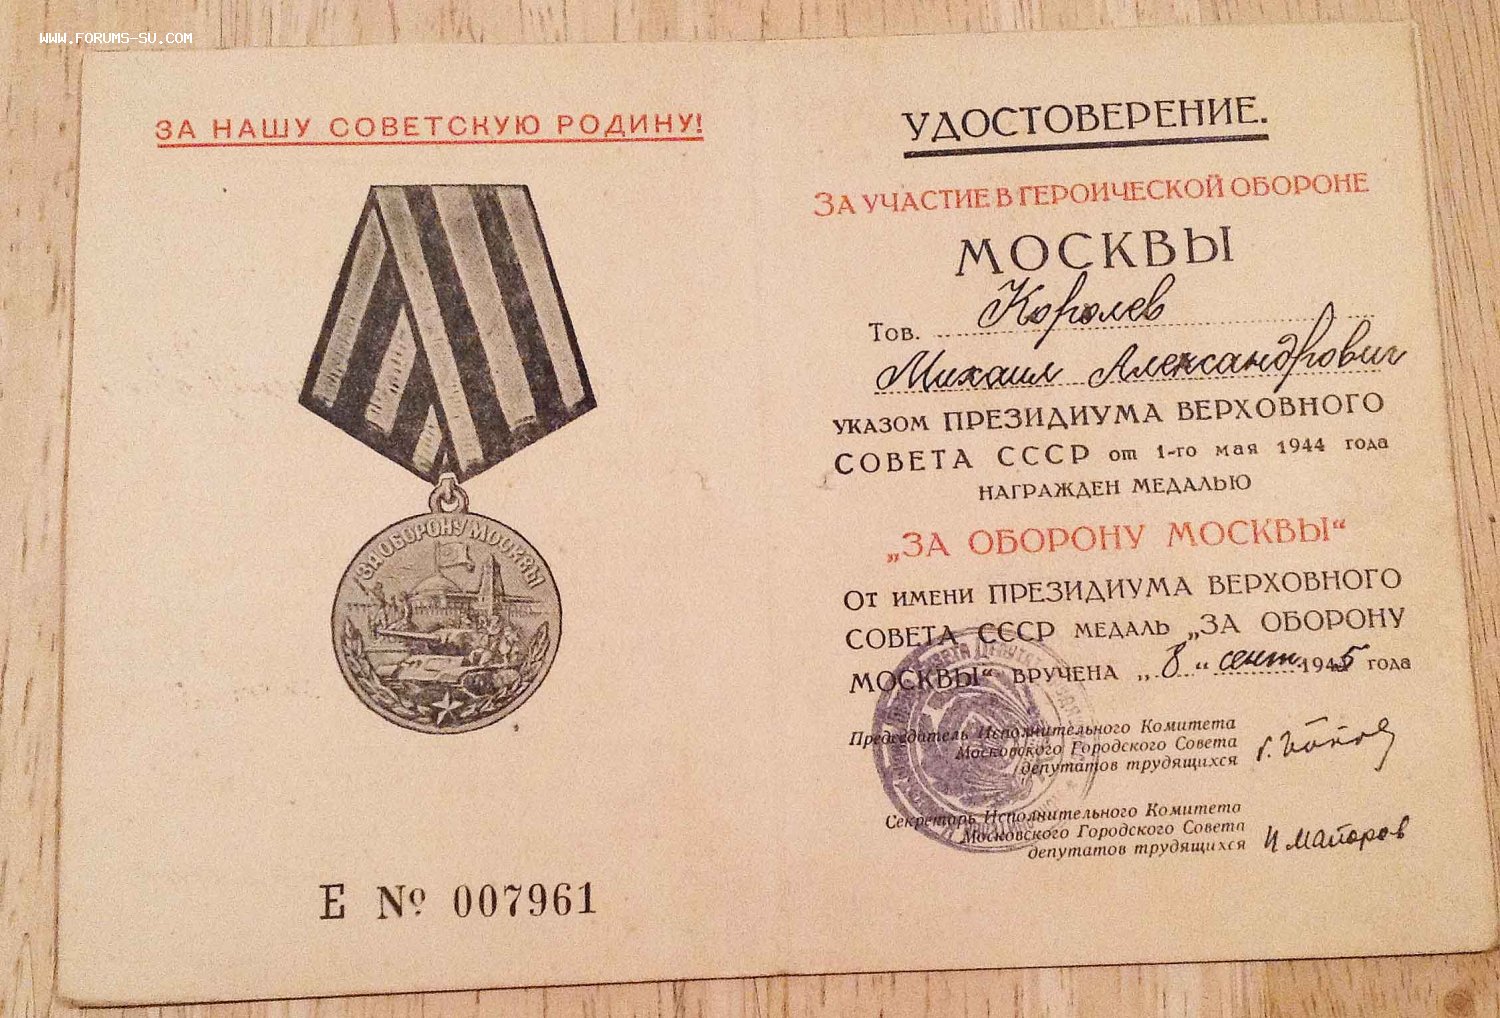 WWW.FORUMS-SU.COM
ЗА НАШУ СОВЕТСКУЮ РОДИНУ!
ЗА ОБОРОНУ МОСКВЫ
Е № 007961
УДОСТОВЕРЕНИЕ.
ЗА УЧАСТИЕ В ГЕРОИЧЕСКОЙ ОБОРОНЕ
МОСКВЫ
Тов. Королев
Михаил Александрович
УКАЗОМ ПРЕЗИДИУМА ВЕРХОВНОГО
СОВЕТА СССР от 1-го мая 1944 года
НАГРАЖДЕН МЕДАЛЬЮ
„ЗА ОБОРОНУ МОСКВЫ“
От имени ПРЕЗИДИУМА ВЕРХОВНОГО
СОВЕТА СССР медаль „ЗА ОБОРОНУ
МОСКВЫ“ вручена „8“ сент. 1945 года
Председатель Исполнительного Комитета
Московского Городского Совета
депутатов трудящихся
Г. Попов
Секретарь Исполнительного Комитета
Московского Городского Совета
депутатов трудящихся
П Майоров